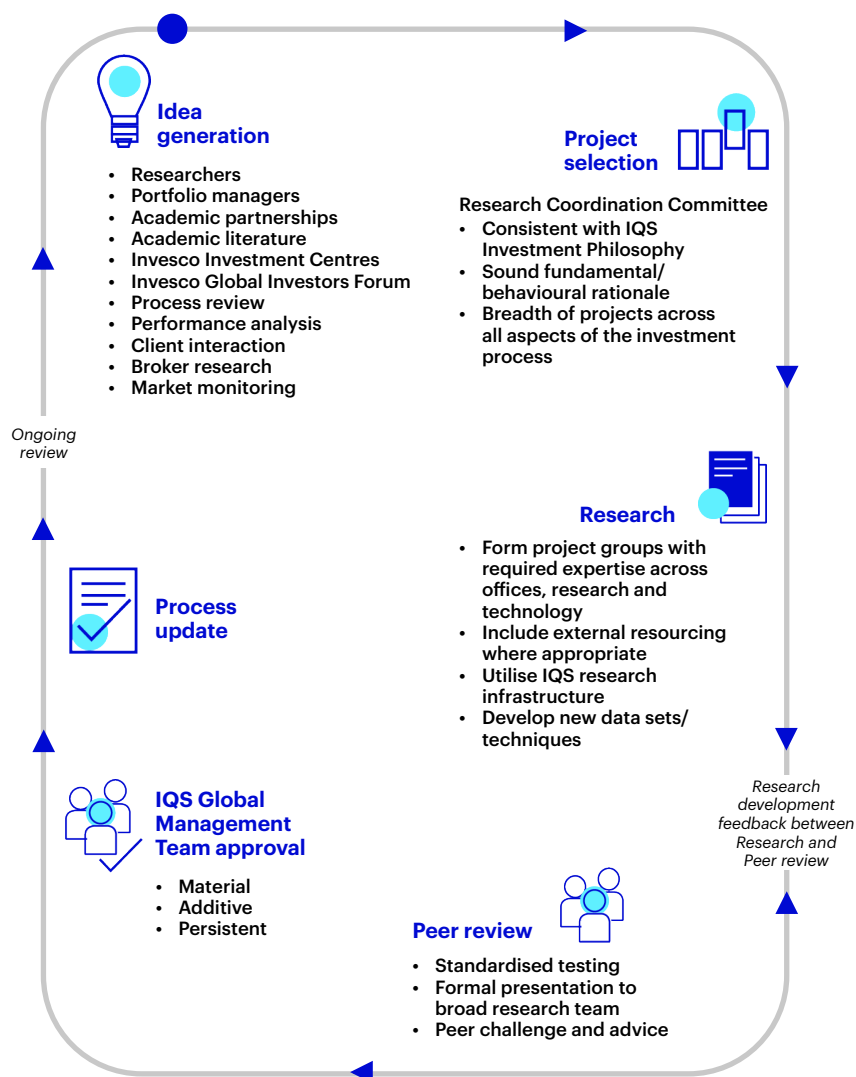 Idea
generation
• Researchers
• Portfolio managers
• Academic partnerships
• Academic literature
• Invesco Investment Centres
• Invesco Global Investors Forum
• Process review
• Performance analysis
• Client interaction
• Broker research
• Market monitoring
Project
selection
Research Coordination Committee
• Consistent with IQS
Investment Philosophy
• Sound fundamental/
behavioural rationale
• Breadth of projects across
all aspects of the investment
process
Research
• Form project groups with
required expertise across
offices, research and
technology
• Include external resourcing
where appropriate
• Utilise IQS research
infrastructure
• Develop new data sets/
techniques
Research
development
feedback between
Research and
Peer review
Peer review
• Standardised testing
• Formal presentation to
broad research team
• Peer challenge and advice
IQS Global
Management
Team approval
• Material
• Additive
• Persistent
Process
update
Ongoing
review